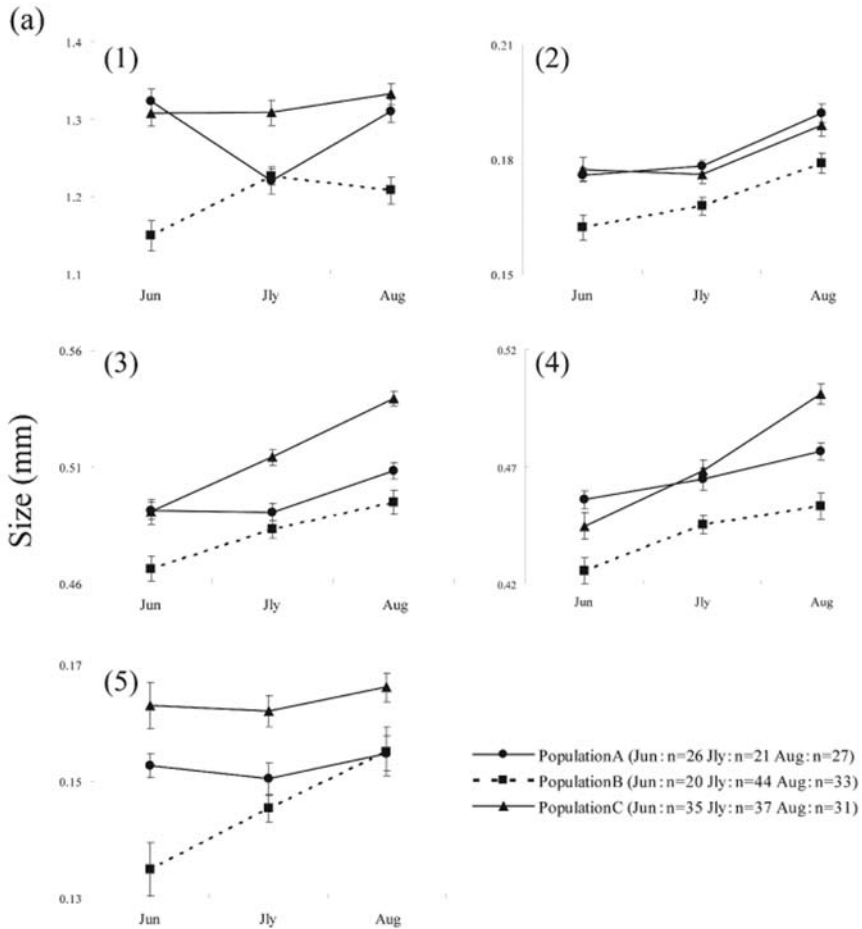 (a)
(1)
1.4
1.3
1.2
1.1
Jun Jly Aug
(2)
0.21
0.18
0.15
Jun Jly Aug
Size (mm)
(3)
0.56
0.51
0.46
Jun Jly Aug
(4)
0.52
0.47
0.42
Jun Jly Aug
(5)
0.17
0.15
0.13
Jun Jly Aug
PopulationA (Jun: n=26 Jly: n=21 Aug: n=27)
PopulationB (Jun: n=20 Jly: n=44 Aug: n=33)
PopulationC (Jun: n=35 Jly: n=37 Aug: n=31)